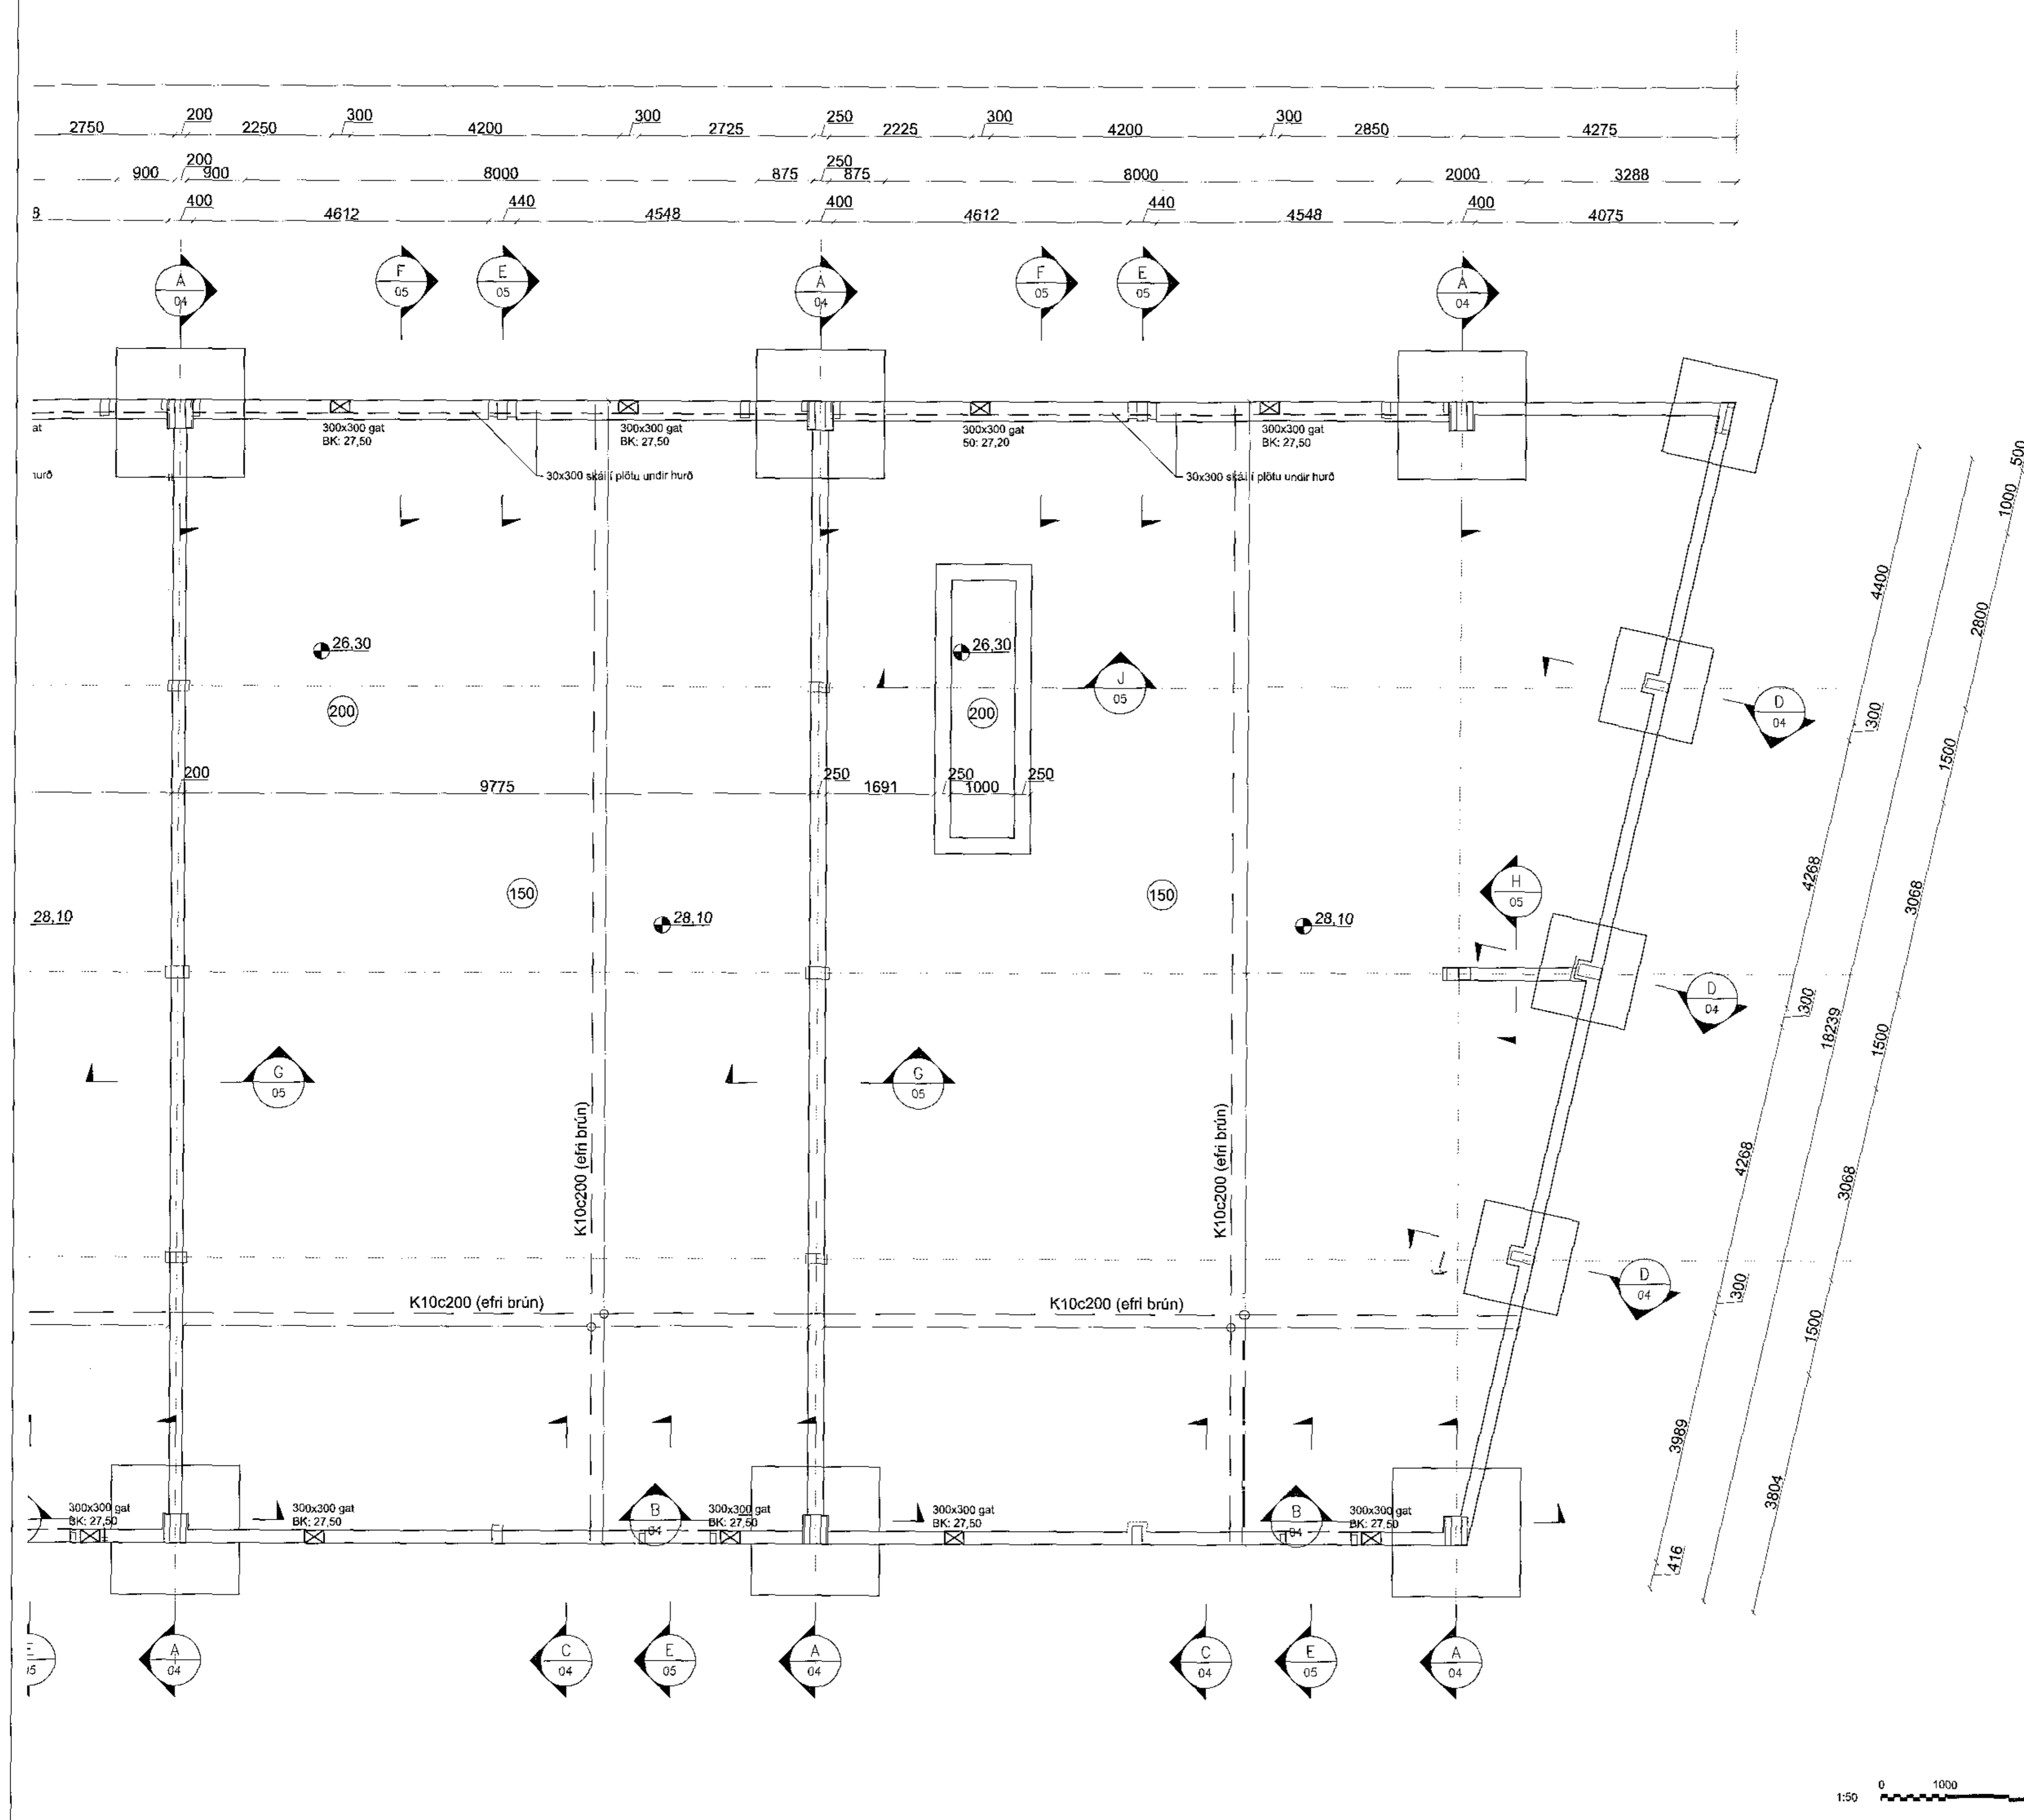 200 300 300 250 300 300
2750 2250 4200 2725 2225 4200 2850 4275
200 250
900 900 8000 875 875 8000 2000 3288
400 440 400 440 400
8 4612 4548 4612 4548 4075
A F E A F E A
04 05 05 04 05 05 04
300x300 gat 300x300 gat 300x300 gat 300x300 gat
BK: 27,50 BK: 27,50 50: 27,20 BK: 27,50
at
30x300 skái í plötu undir hurð 30x300 skái í plötu undir hurð
500
1000
4400
2800
26,30 26,30
J
05
200 200
D
04
300
1500
200 250 250 250
9775 1691 1000
4268
3068
H
05
150 150
28,10 28,10 28,10
D
04
300
18239
1500
G G
05 05
K10c200 (efri brún) K10c200 (efri brún)
4268
3068
D
04
300
K10c200 (efri brún) K10c200 (efri brún)
1500
3989
3804
300x300 gat 300x300 gat 300x300 gat 300x300 gat 300x300 gat
BK: 27,50 BK: 27,50 BK: 27,50 BK: 27,50 BK: 27,50
B B
04 04
416
E A C E A C E A
05 04 04 05 04 04 05 04
0 1000
1:50